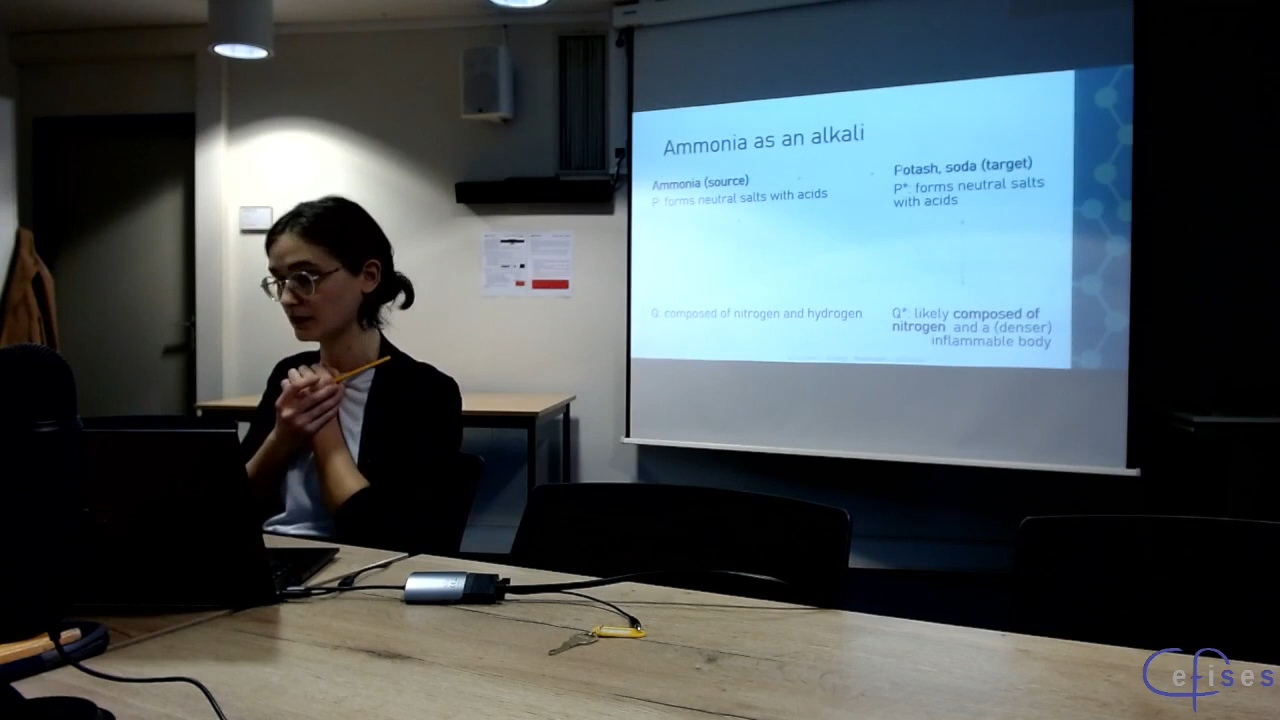 Ammonia as an alkali
Ammonia (source)
P: forms neutral salts with acids
Potash, soda (target)
P*: forms neutral salts
with acids
Q: composed of nitrogen and hydrogen
Q*: likely composed of
nitrogen and a (denser)
inflammable body
Cefises